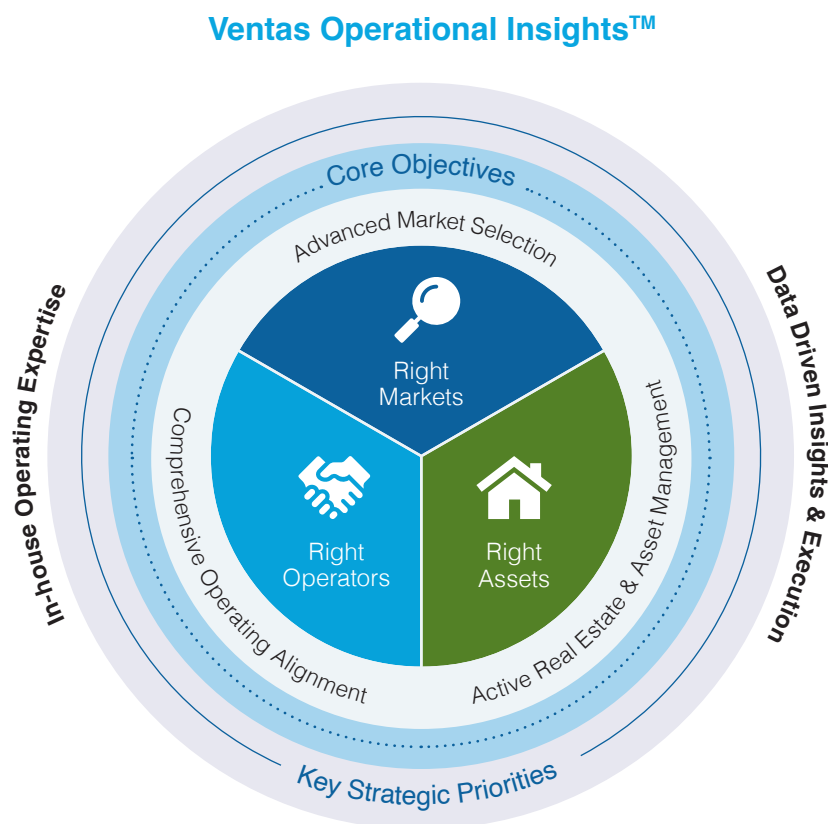 Ventas Operational Insights™
Core Objectives
Advanced Market Selection
Right
Markets
In-house Operating Expertise
Data Driven Insights & Execution
Comprehensive Operating Alignment
Active Real Estate & Asset Management
Right
Operators
Right
Assets
Key Strategic Priorities